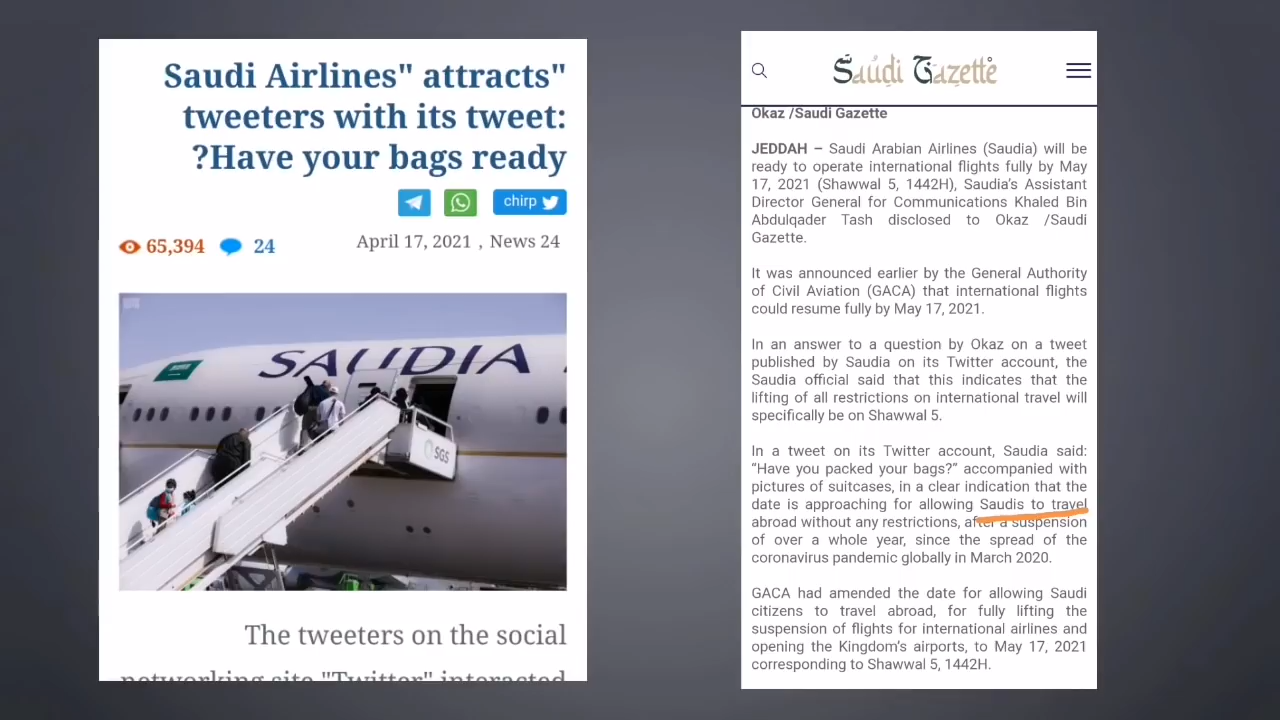 Saudi Airlines" attracts"
tweeters with its tweet:
?Have your bags ready
chirp
65,394 24 April 17, 2021 , News 24
SAUDIA
SGS
The tweeters on the social
networking site "Twitter" interacted
Saudi Gazette
Okaz /Saudi Gazette
JEDDAH – Saudi Arabian Airlines (Saudia) will be
ready to operate international flights fully by May
17, 2021 (Shawwal 5, 1442H), Saudia’s Assistant
Director General for Communications Khaled Bin
Abdulqader Tash disclosed to Okaz /Saudi
Gazette.
It was announced earlier by the General Authority
of Civil Aviation (GACA) that international flights
could resume fully by May 17, 2021.
In an answer to a question by Okaz on a tweet
published by Saudia on its Twitter account, the
Saudia official said that this indicates that the
lifting of all restrictions on international travel will
specifically be on Shawwal 5.
In a tweet on its Twitter account, Saudia said:
“Have you packed your bags?” accompanied with
pictures of suitcases, in a clear indication that the
date is approaching for allowing Saudis to travel
abroad without any restrictions, after a suspension
of over a whole year, since the spread of the
coronavirus pandemic globally in March 2020.
GACA had amended the date for allowing Saudi
citizens to travel abroad, for fully lifting the
suspension of flights for international airlines and
opening the Kingdom’s airports, to May 17, 2021
corresponding to Shawwal 5, 1442H.